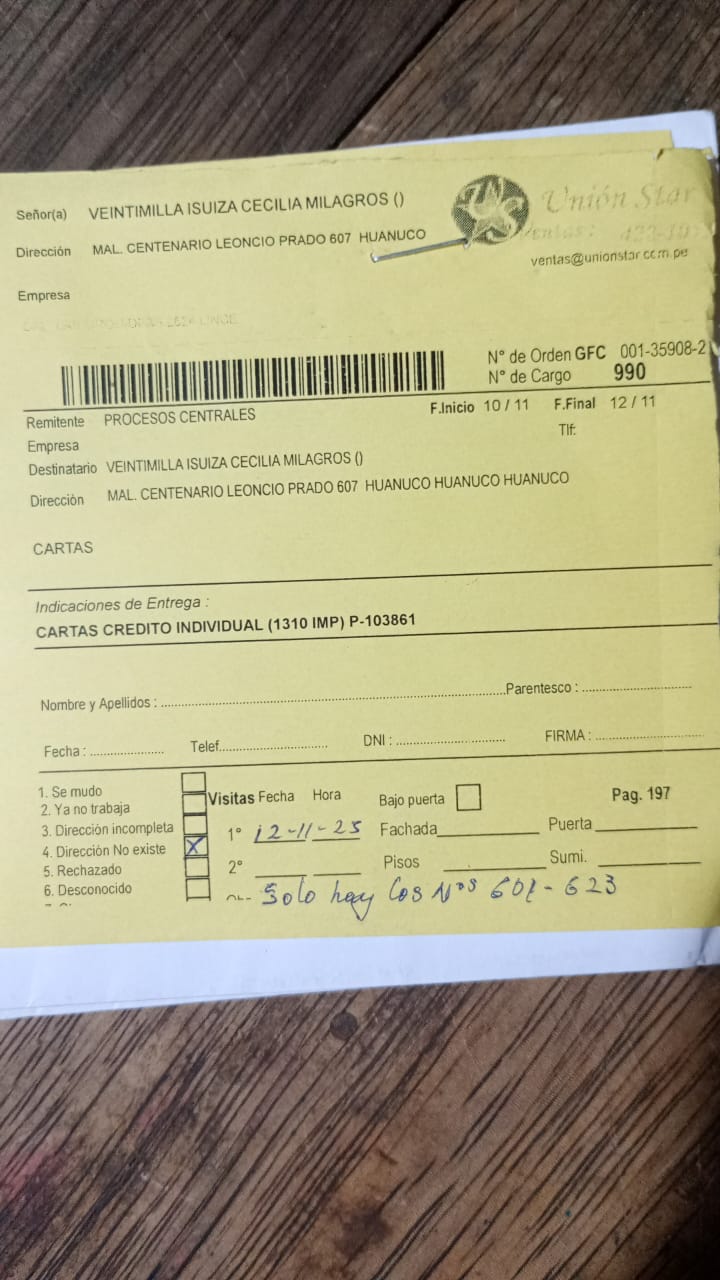 Señor(a) VEINTIMILLA ISUIZA CECILIA MILAGROS ()
Unión Star
Dirección MAL. CENTENARIO LEONCIO PRADO 607 HUANUCO
Ventas:
ventas@unionstar.com.pe
Empresa
N° de Orden GFC 001-35908-2
N° de Cargo 990
Remitente PROCESOS CENTRALES
F.Inicio 10 / 11 F.Final 12 / 11
Empresa
Tlf:
Destinatario VEINTIMILLA ISUIZA CECILIA MILAGROS ()
Dirección MAL. CENTENARIO LEONCIO PRADO 607 HUANUCO HUANUCO HUANUCO
CARTAS
Indicaciones de Entrega :
CARTAS CREDITO INDIVIDUAL (1310 IMP) P-103861
Nombre y Apellidos : Parentesco :
Fecha : Telef. DNI : FIRMA :
1. Se mudo
2. Ya no trabaja
3. Dirección incompleta
4. Dirección No existe X
5. Rechazado
6. Desconocido
Visitas Fecha Hora Bajo puerta Pag. 197
1° 12-11-25 Fachada Puerta
2° Pisos Sumi.
Solo hay los Nos 601 - 623